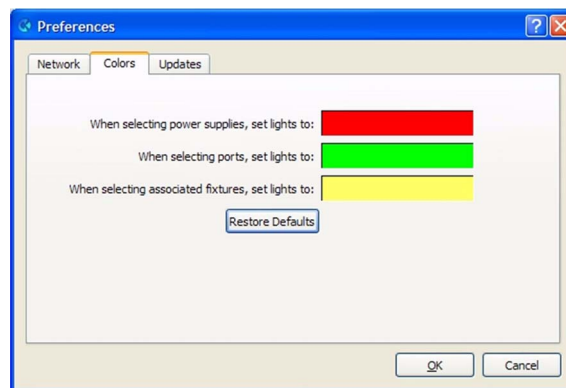 Preferences
Network Colors Updates
When selecting power supplies, set lights to:
When selecting ports, set lights to:
When selecting associated fixtures, set lights to:
Restore Defaults
OK Cancel